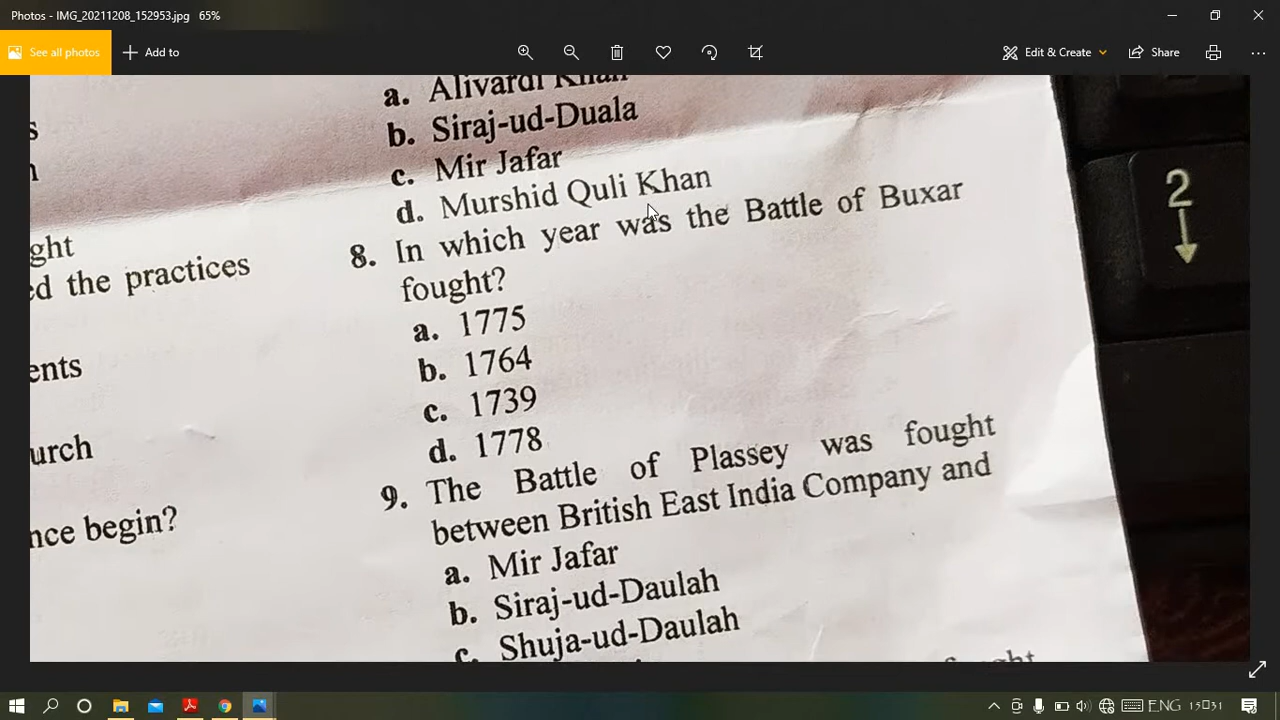 Photos - IMG_20211208_152953.jpg 65%
See all photos
Add to
Edit & Create
Share
a. Alivardi Khan
b. Siraj-ud-Duala
c. Mir Jafar
d. Murshid Quli Khan
8. In which year was the Battle of Buxar
fought?
a. 1775
b. 1764
c. 1739
d. 1778
9. The Battle of Plassey was fought
between British East India Company and
a. Mir Jafar
b. Siraj-ud-Daulah
c. Shuja-ud-Daulah
s
ght
ed the practices
ents
urch
nce begin?
2
ENG